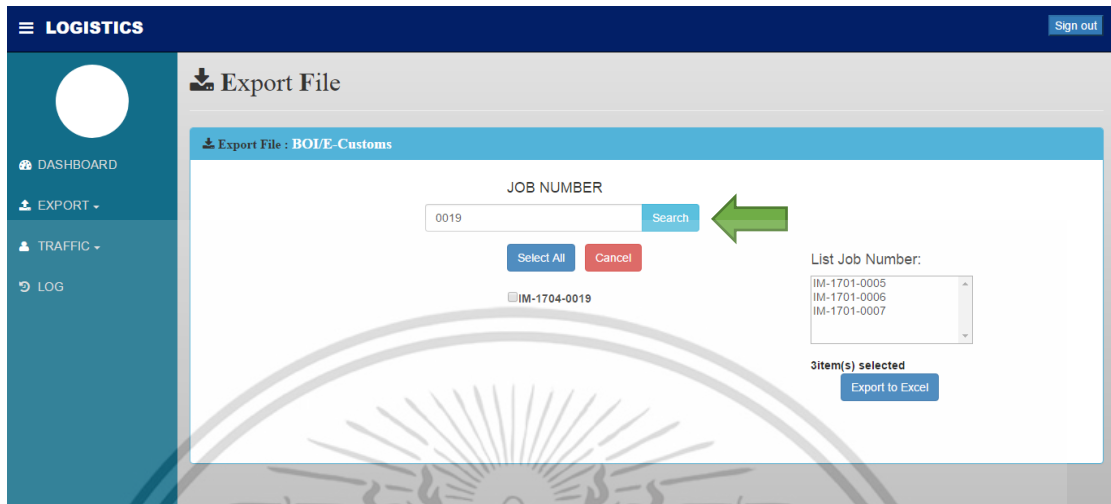 LOGISTICS
Sign out
Export File
Export File : BOI/E-Customs
DASHBOARD
EXPORT
TRAFFIC
LOG
JOB NUMBER
0019
Search
Select All
Cancel
IM-1704-0019
List Job Number:
IM-1701-0005
IM-1701-0006
IM-1701-0007
3item(s) selected
Export to Excel